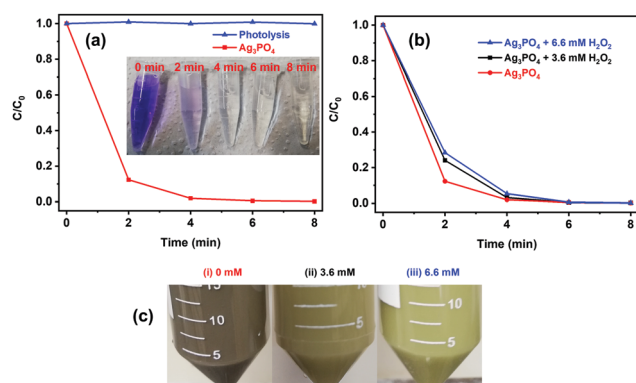 (a)
Photolysis
Ag₃PO₄
0 min 2 min 4 min 6 min 8 min
C/C₀
1.0
0.8
0.6
0.4
0.2
0.0
0 2 4 6 8
Time (min)
(b)
Ag₃PO₄ + 6.6 mM H₂O₂
Ag₃PO₄ + 3.6 mM H₂O₂
Ag₃PO₄
C/C₀
1.0
0.8
0.6
0.4
0.2
0.0
0 2 4 6 8
Time (min)
(c)
(i) 0 mM
(ii) 3.6 mM
(iii) 6.6 mM
15
10
5
10
5
10
5